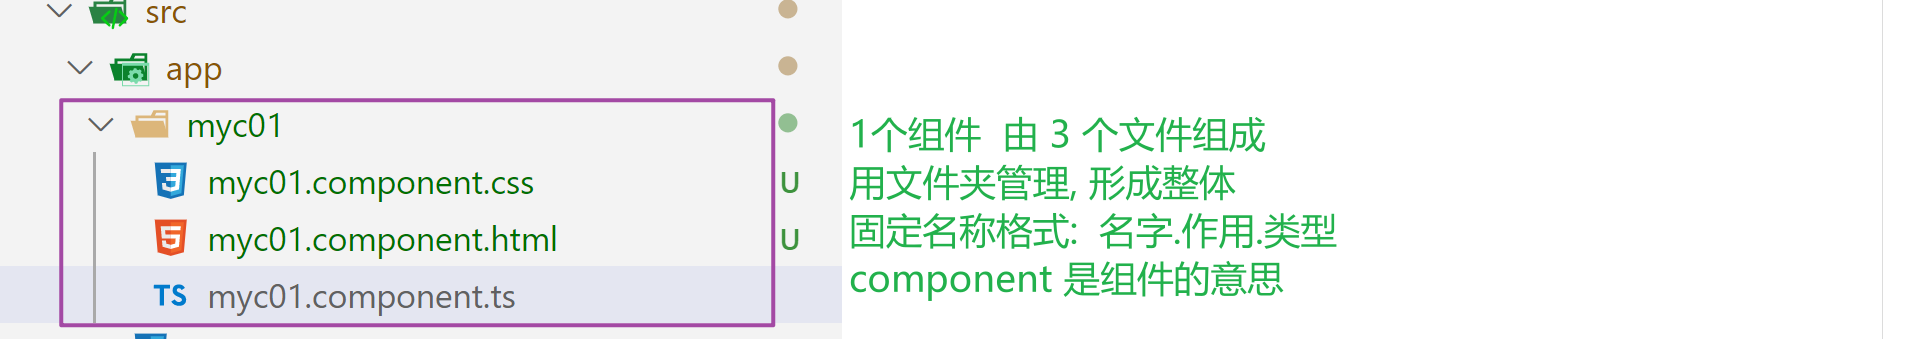 src
app
myc01
myc01.component.css U
myc01.component.html U
TS myc01.component.ts
1个组件 由 3 个文件组成
用文件夹管理, 形成整体
固定名称格式: 名字.作用.类型
component 是组件的意思